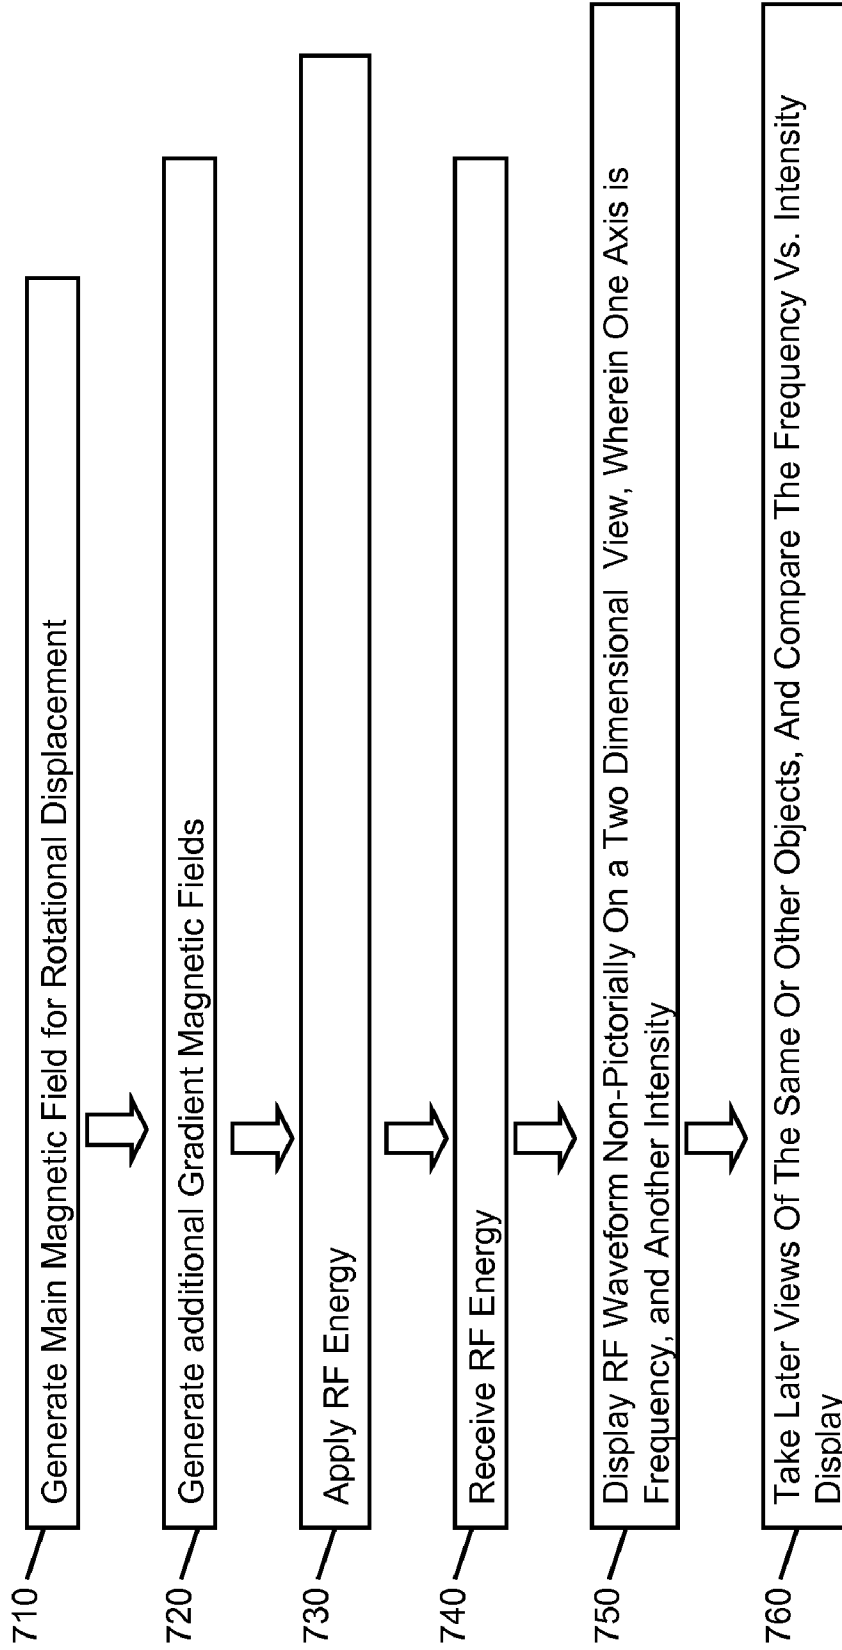 710
Generate Main Magnetic Field for Rotational Displacement
720
Generate additional Gradient Magnetic Fields
730
Apply RF Energy
740
Receive RF Energy
750
Display RF Waveform Non-Pictorially On a Two Dimensional View, Wherein One Axis is
Frequency, and Another Intensity
760
Take Later Views Of The Same Or Other Objects, And Compare The Frequency Vs. Intensity
Display